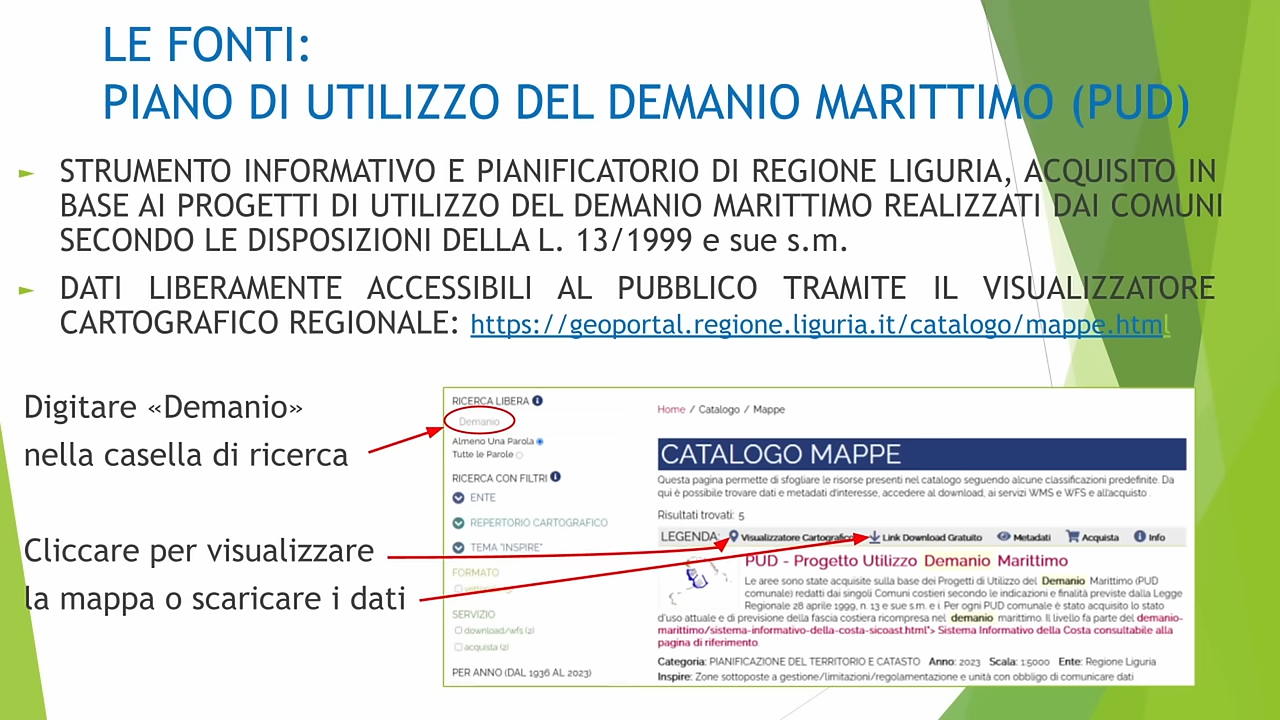 LE FONTI:
PIANO DI UTILIZZO DEL DEMANIO MARITTIMO (PUD)
► STRUMENTO INFORMATIVO E PIANIFICATORIO DI REGIONE LIGURIA, ACQUISITO IN
BASE AI PROGETTI DI UTILIZZO DEL DEMANIO MARITTIMO REALIZZATI DAI COMUNI
SECONDO LE DISPOSIZIONI DELLA L. 13/1999 e sue s.m.
► DATI LIBERAMENTE ACCESSIBILI AL PUBBLICO TRAMITE IL VISUALIZZATORE
CARTOGRAFICO REGIONALE: https://geoportal.regione.liguria.it/catalogo/mappe.html
Digitare «Demanio»
nella casella di ricerca
Cliccare per visualizzare
la mappa o scaricare i dati
RICERCA LIBERA
Demanio
Almeno Una Parola
Tutte le Parole
RICERCA CON FILTRI
ENTE
REPERTORIO CARTOGRAFICO
TEMA "INSPIRE"
FORMATO
SERVIZIO
download/wfs (2)
acquista (2)
PER ANNO (DAL 1936 AL 2023)
Home / Catalogo / Mappe
CATALOGO MAPPE
Questa pagina permette di sfogliare le risorse presenti nel catalogo seguendo alcune classificazioni predefinite. Da
qui è possibile trovare dati e metadati d'interesse, accedere al download, ai servizi WMS e WFS e all'acquisto .
Risultati trovati: 5
LEGENDA: Visualizzatore Cartografico Link Download Gratuito Metadati Acquista Info
PUD - Progetto Utilizzo Demanio Marittimo
Le aree sono state acquisite sulla base dei Progetti di Utilizzo del Demanio Marittimo (PUD
comunale) redatti dai singoli Comuni costieri secondo le indicazioni e finalità previste dalla Legge
Regionale 28 aprile 1999, n. 13 e sue s.m. e i. Per ogni PUD comunale è stato acquisito lo stato
d'uso attuale e di previsione della fascia costiera ricompresa nel demanio marittimo. Il livello fa parte del demanio-
marittimo/sistema-informativo-della-costa-sicoast.html"> Sistema Informativo della Costa consultabile alla
pagina di riferimento.
Categoria: PIANIFICAZIONE DEL TERRITORIO E CATASTO Anno: 2023 Scala: 1:5000 Ente: Regione Liguria
Inspire: Zone sottoposte a gestione/limitazioni/regolamentazione e unità con obbligo di comunicare dati